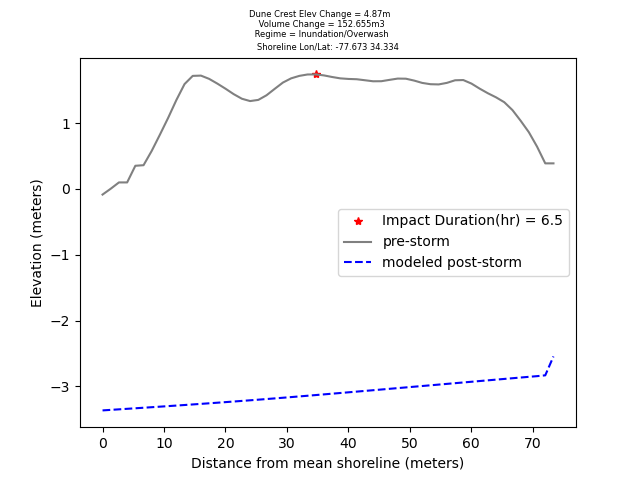 Dune Crest Elev Change = 4.87m
Volume Change = 152.655m3
Regime = Inundation/Overwash
Shoreline Lon/Lat: -77.673 34.334
1
0
−1
−2
−3
Elevation (meters)
Impact Duration(hr) = 6.5
pre-storm
modeled post-storm
0 10 20 30 40 50 60 70
Distance from mean shoreline (meters)